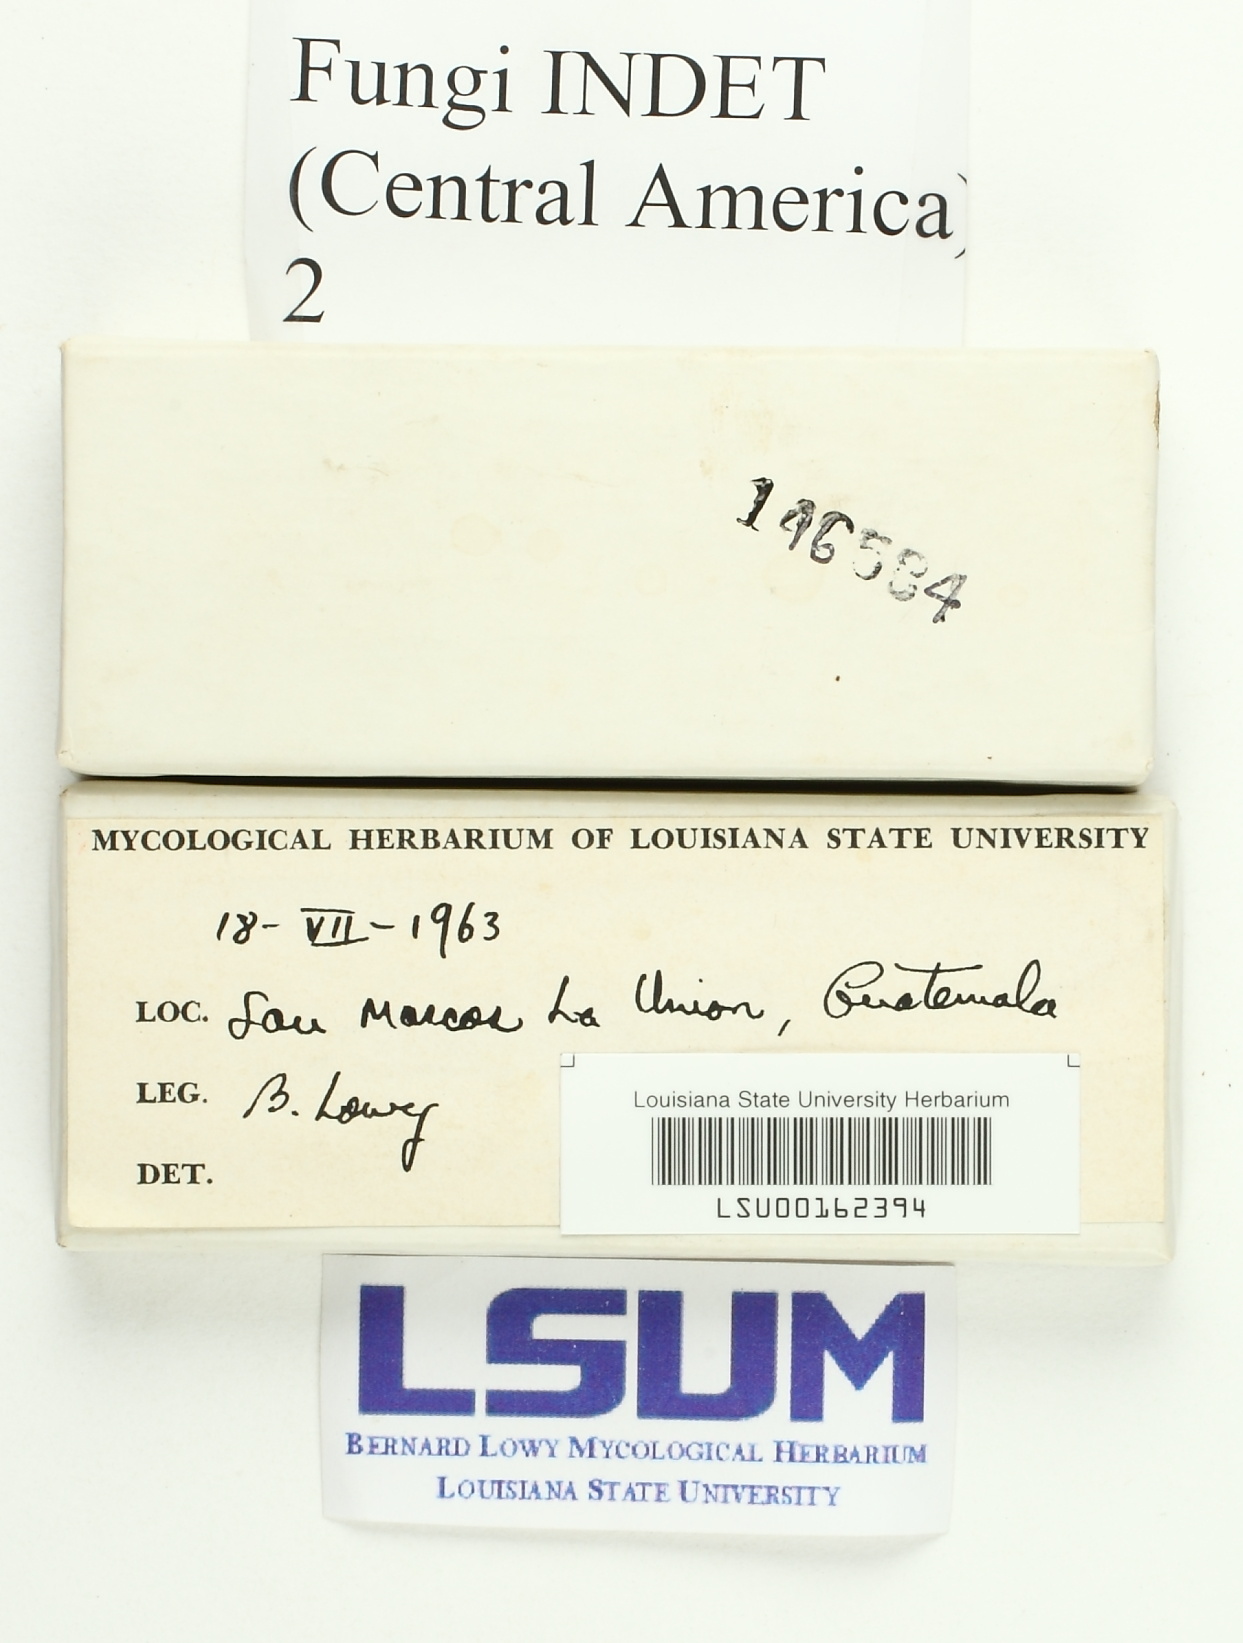 Fungi INDET
(Central America)
2
146584
MYCOLOGICAL HERBARIUM OF LOUISIANA STATE UNIVERSITY
18-VII-1963
LOC. San Marcos La Union, Guatemala
LEG. B. Lowy
DET.
Louisiana State University Herbarium
LSU00162394
LSUM
BERNARD LOWY MYCOLOGICAL HERBARIUM
LOUISIANA STATE UNIVERSITY